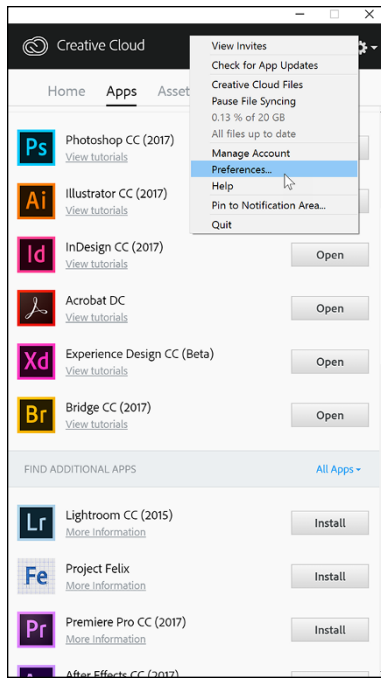 Creative Cloud
Home Apps Asset
View Invites
Check for App Updates
Creative Cloud Files
Pause File Syncing
0.13 % of 20 GB
All files up to date
Manage Account
Preferences...
Help
Pin to Notification Area...
Quit
Ps Photoshop CC (2017)
View tutorials
Ai Illustrator CC (2017)
View tutorials
Id InDesign CC (2017)
View tutorials
Open
Acrobat DC
View tutorials
Open
Xd Experience Design CC (Beta)
View tutorials
Open
Br Bridge CC (2017)
View tutorials
Open
FIND ADDITIONAL APPS All Apps
Lr Lightroom CC (2015)
More Information
Install
Fe Project Felix
More Information
Install
Pr Premiere Pro CC (2017)
More Information
Install
After Effects CC (2017)